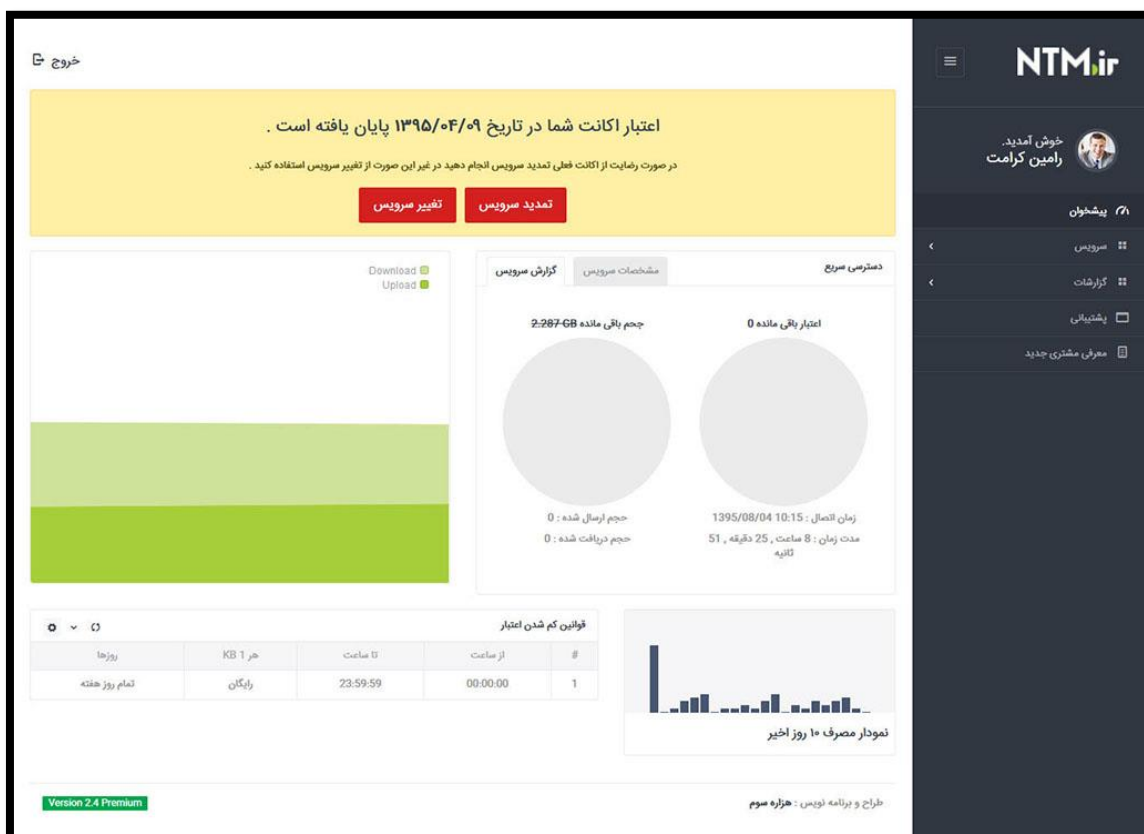 NTM.ir
خوش آمدید.
رامین کرامت
پیشخوان
سرویس
گزارشات
پشتیبانی
معرفی مشتری جدید
خروج
اعتبار اکانت شما در تاریخ ۱۳۹۵/۰۴/۰۹ پایان یافته است .
در صورت رضایت از اکانت فعلی تمدید سرویس انجام دهید در غیر این صورت از تغییر سرویس استفاده کنید .
تمدید سرویس
تغییر سرویس
دسترسی سریع
مشخصات سرویس
گزارش سرویس
اعتبار باقی مانده 0
جحم باقی مانده 2.287 GB
زمان اتصال : 10:15 1395/08/04
مدت زمان : 8 ساعت , 25 دقیقه , 51
ثانیه
حجم ارسال شده : 0
حجم دریافت شده : 0
Download
Upload
نمودار مصرف ۱۰ روز اخیر
قوانین کم شدن اعتبار
# از ساعت تا ساعت هر 1 KB روزها
1 00:00:00 23:59:59 رایگان تمام روز هفته
طراح و برنامه نویس : هزاره سوم
Version 2.4 Premium